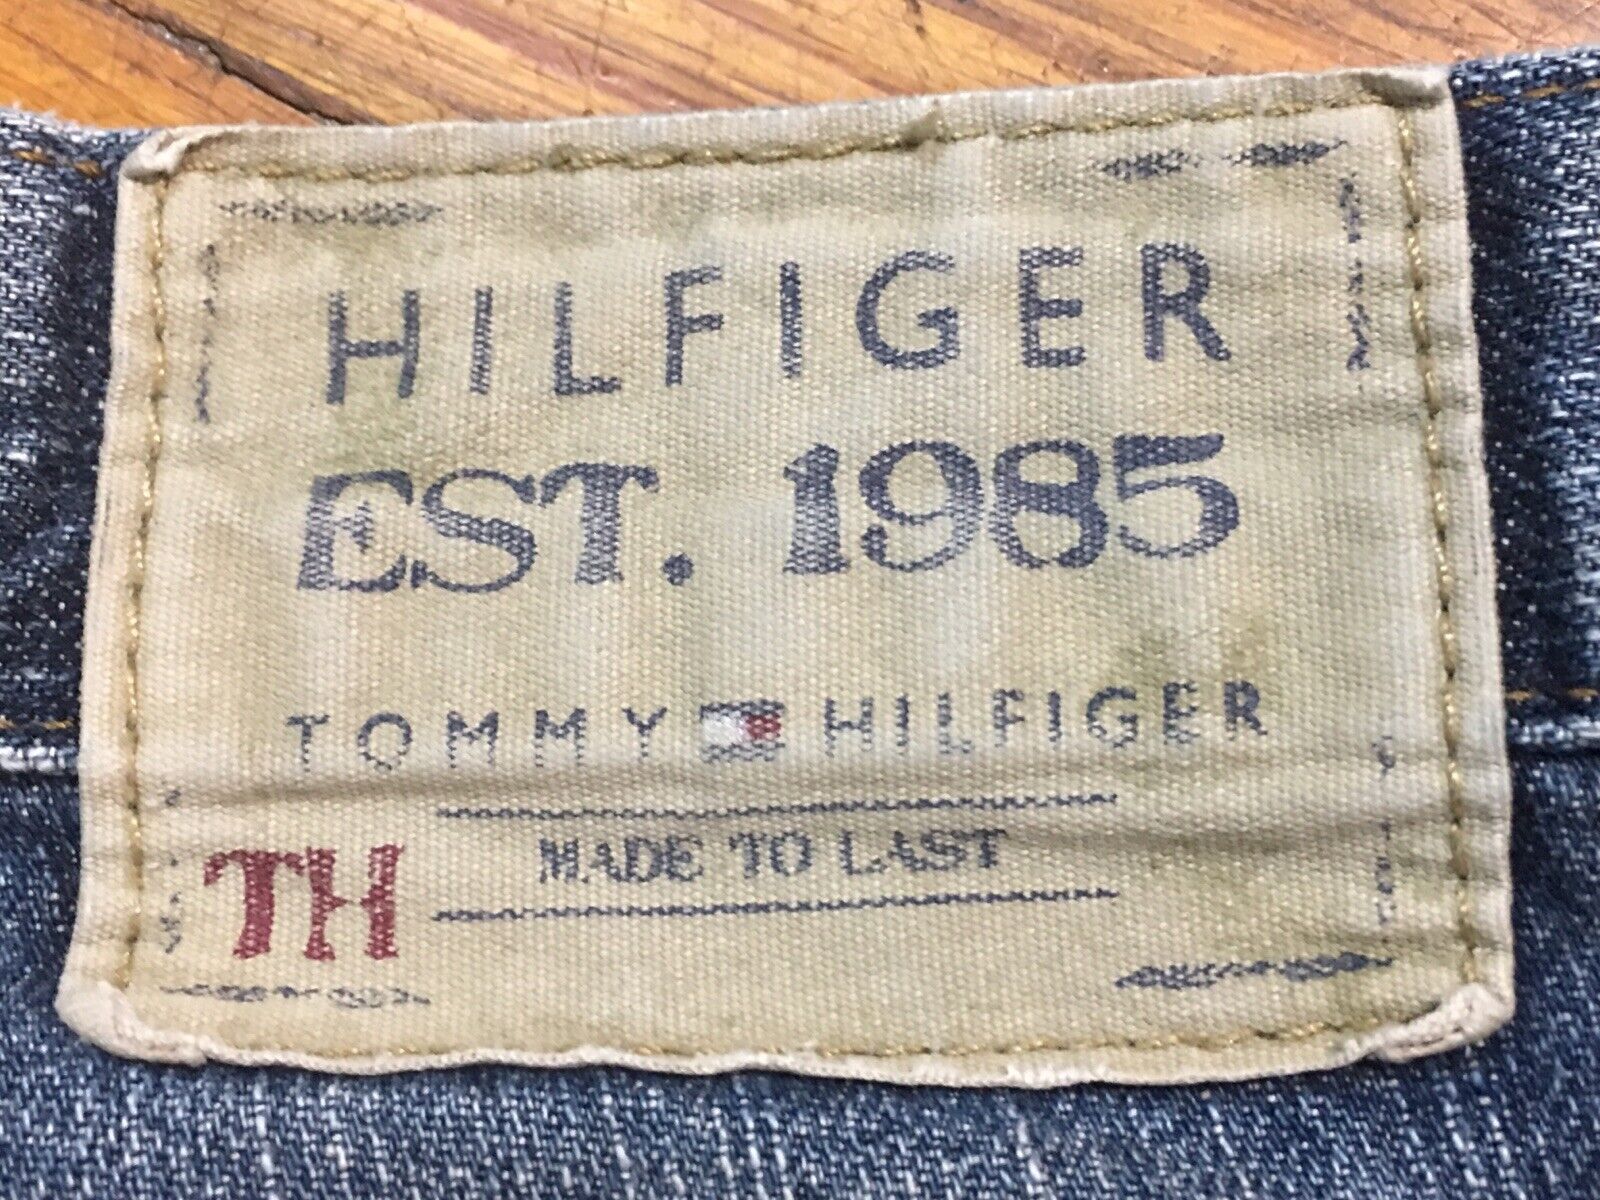 HILFIGER
EST. 1985
TOMMY HILFIGER
TH MADE TO LAST